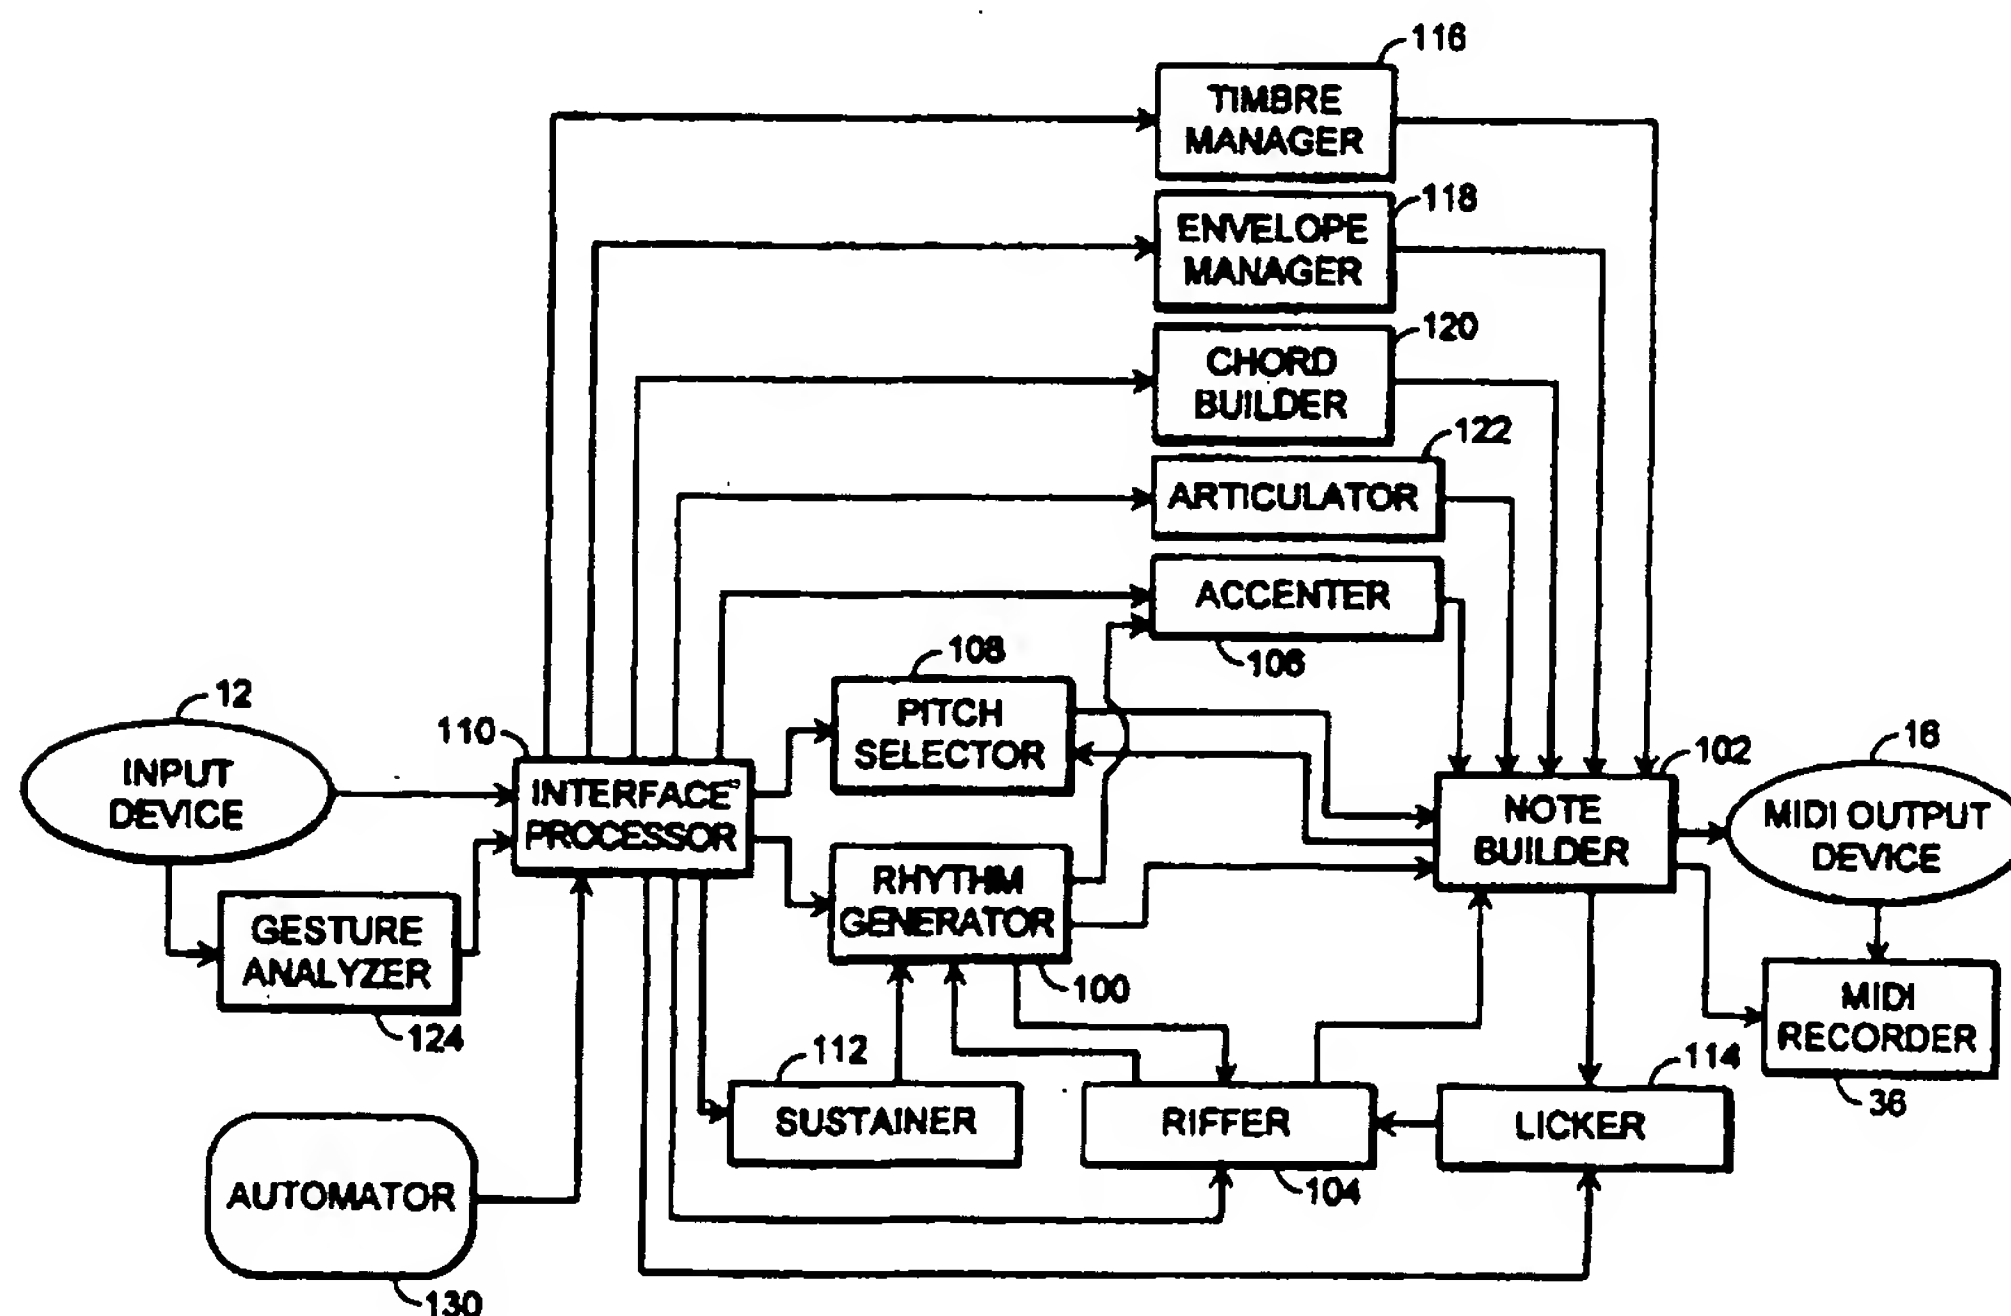 116
TIMBRE
MANAGER
118
ENVELOPE
MANAGER
120
CHORD
BUILDER
122
ARTICULATOR
ACCENTER
106
108
PITCH
SELECTOR
12
INPUT
DEVICE
110
INTERFACE
PROCESSOR
102
NOTE
BUILDER
18
MIDI OUTPUT
DEVICE
RHYTHM
GENERATOR
100
GESTURE
ANALYZER
124
MIDI
RECORDER
36
112
SUSTAINER
RIFFER
104
114
LICKER
AUTOMATOR
130